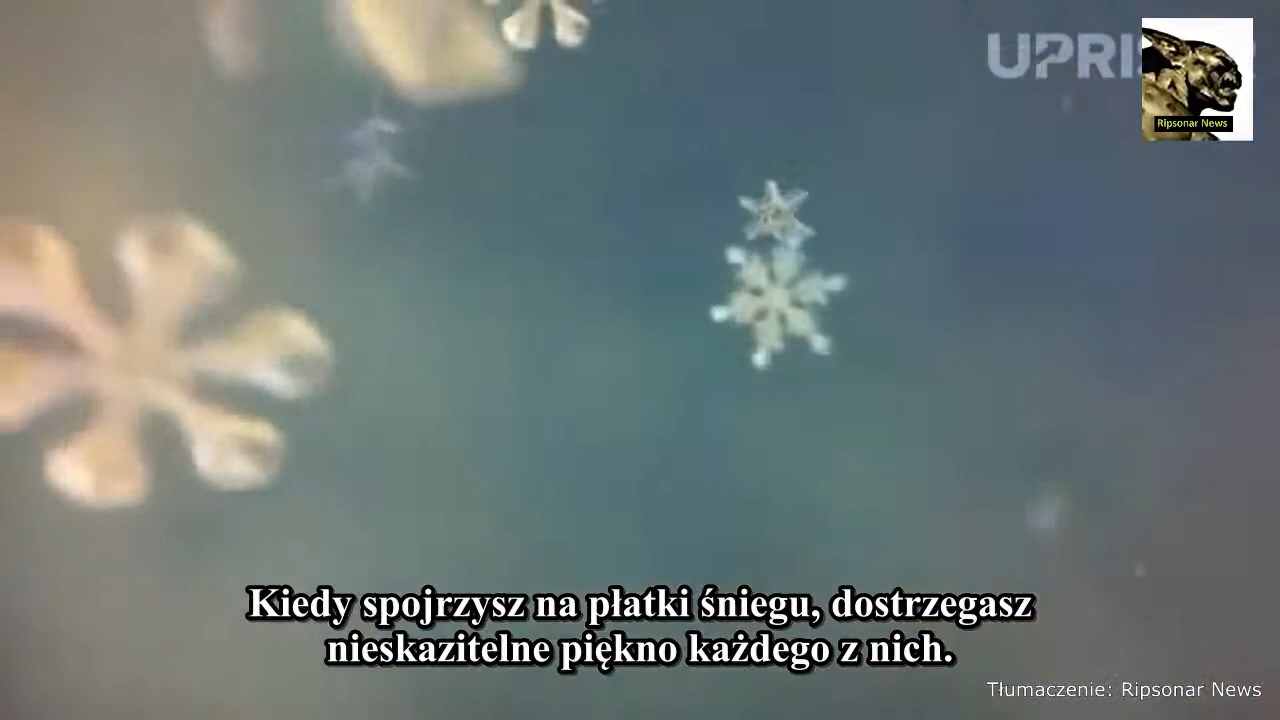 Ripsonar News
Kiedy spojrzysz na płatki śniegu, dostrzegasz
nieskazitelne piękno każdego z nich.
Tłumaczenie: Ripsonar News